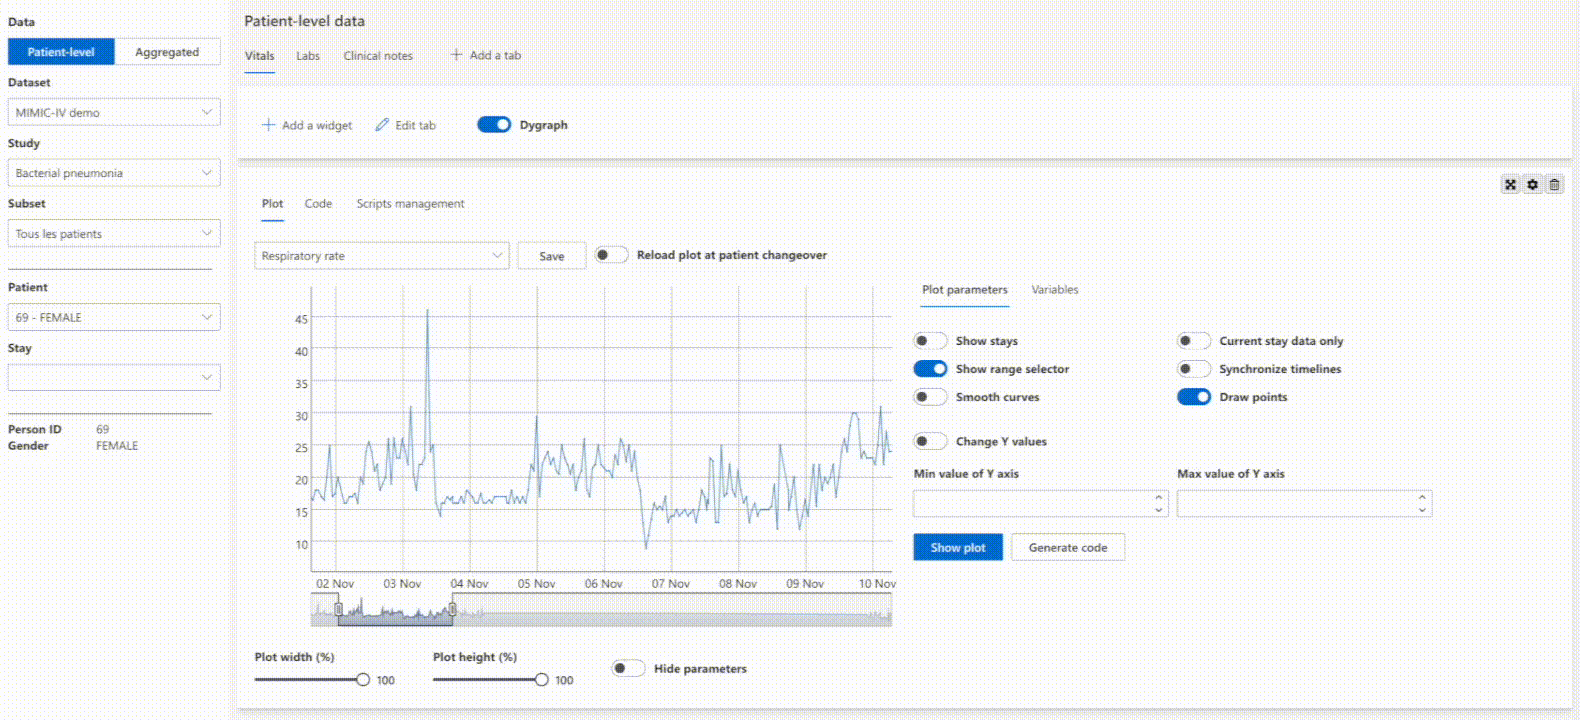 Data
Patient-level
Aggregated
Dataset
MIMIC-IV demo
Study
Bacterial pneumonia
Subset
Tous les patients
Patient
69 - FEMALE
Stay
Person ID 69
Gender FEMALE
Patient-level data
Vitals Labs Clinical notes + Add a tab
+ Add a widget Edit tab Dygraph
Plot Code Scripts management
Respiratory rate Save Reload plot at patient changeover
45
40
35
30
25
20
15
10
02 Nov 03 Nov 04 Nov 05 Nov 06 Nov 07 Nov 08 Nov 09 Nov 10 Nov
Plot width (%) Plot height (%)
100 100 Hide parameters
Plot parameters Variables
Show stays Current stay data only
Show range selector Synchronize timelines
Smooth curves Draw points
Change Y values
Min value of Y axis Max value of Y axis
Show plot Generate code